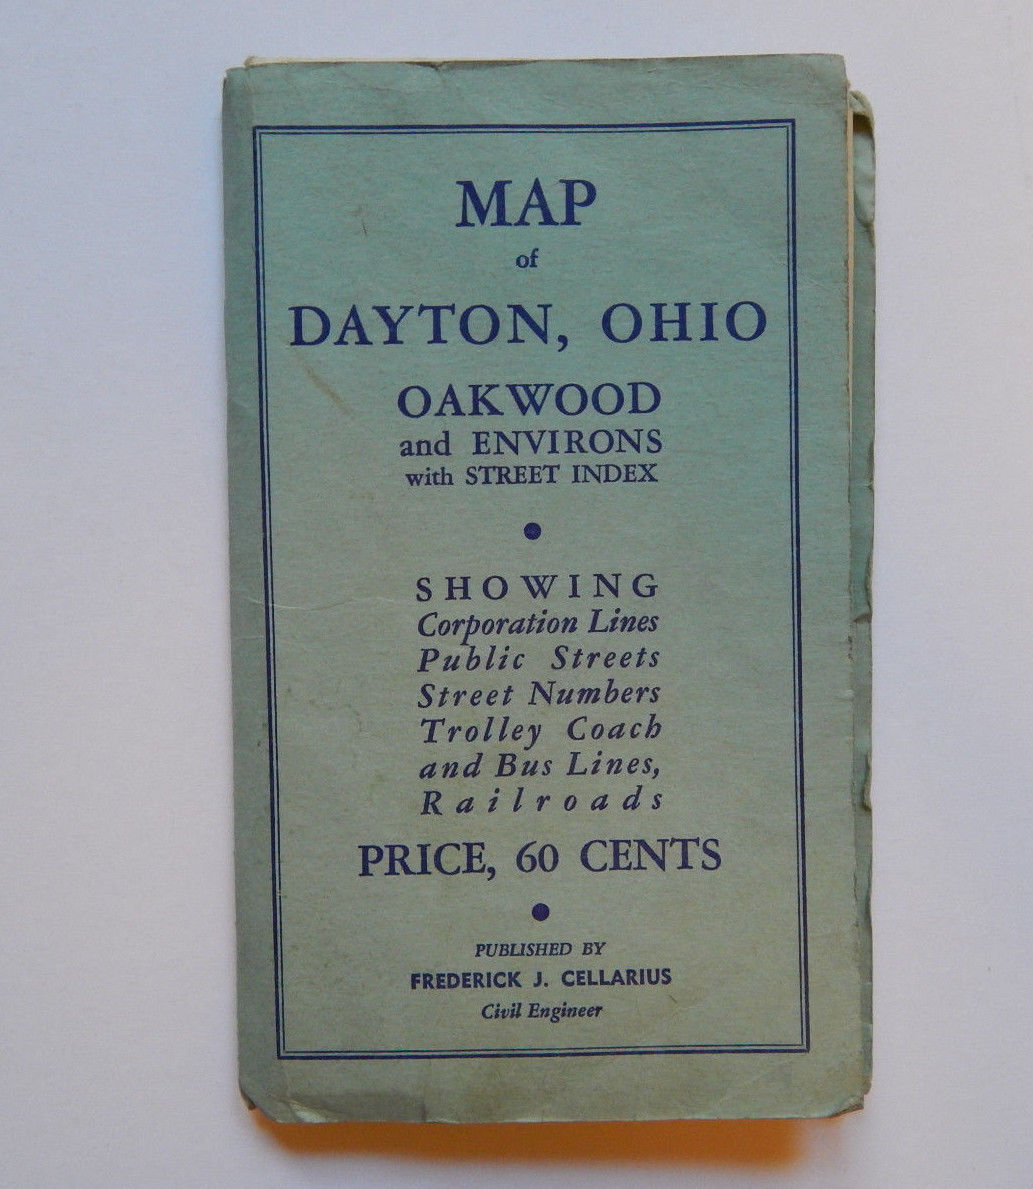 MAP
of
DAYTON, OHIO
OAKWOOD
and ENVIRONS
with STREET INDEX
SHOWING
Corporation Lines
Public Streets
Street Numbers
Trolley Coach
and Bus Lines,
Railroads
PRICE, 60 CENTS
PUBLISHED BY
FREDERICK J. CELLARIUS
Civil Engineer